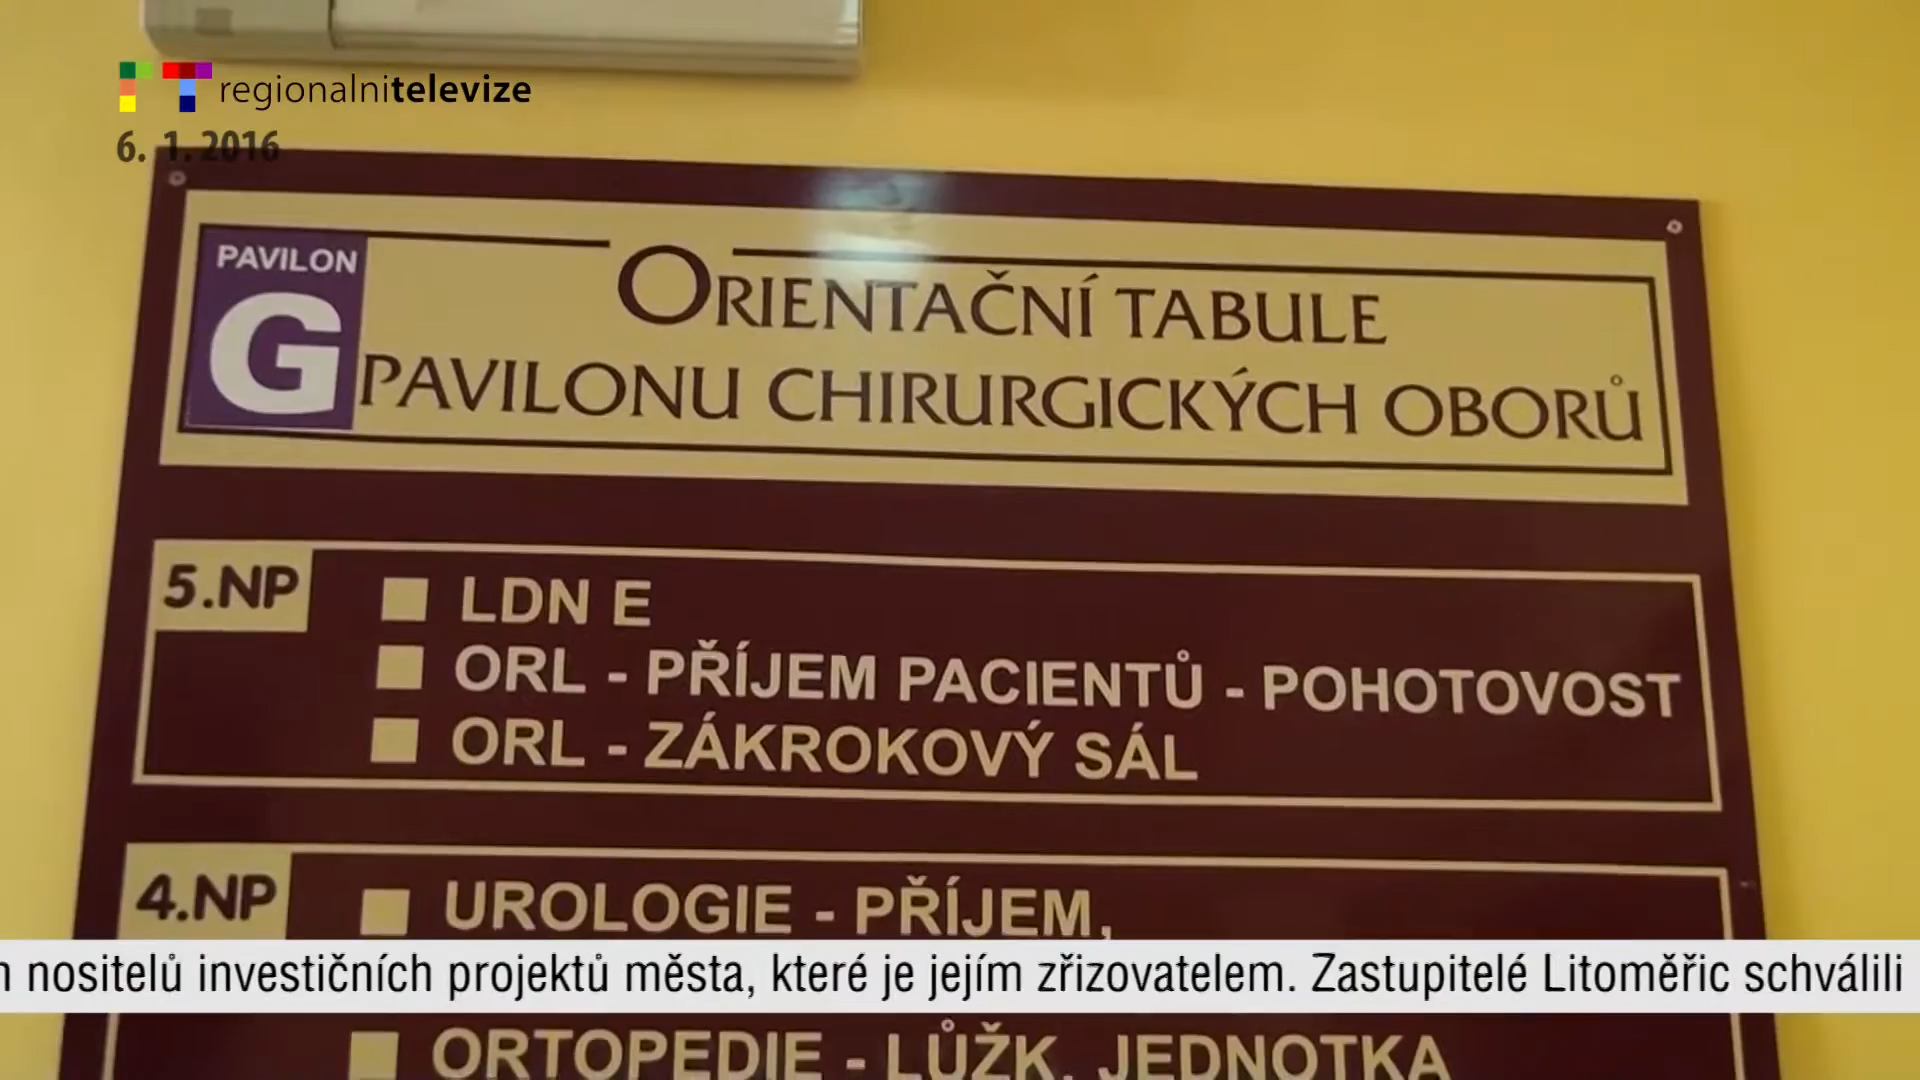 regionalnitelevize
6. 1. 2016
PAVILON
G
ORIENTAČNÍ TABULE
PAVILONU CHIRURGICKÝCH OBORŮ
5.NP
LDN E
ORL - PŘÍJEM PACIENTŮ - POHOTOVOST
ORL - ZÁKROKOVÝ SÁL
4.NP
UROLOGIE - PŘÍJEM,
nositelů investičních projektů města, které je jejím zřizovatelem. Zastupitelé Litoměřic schválili
ORTOPEDIE - LŮŽK. JEDNOTKA